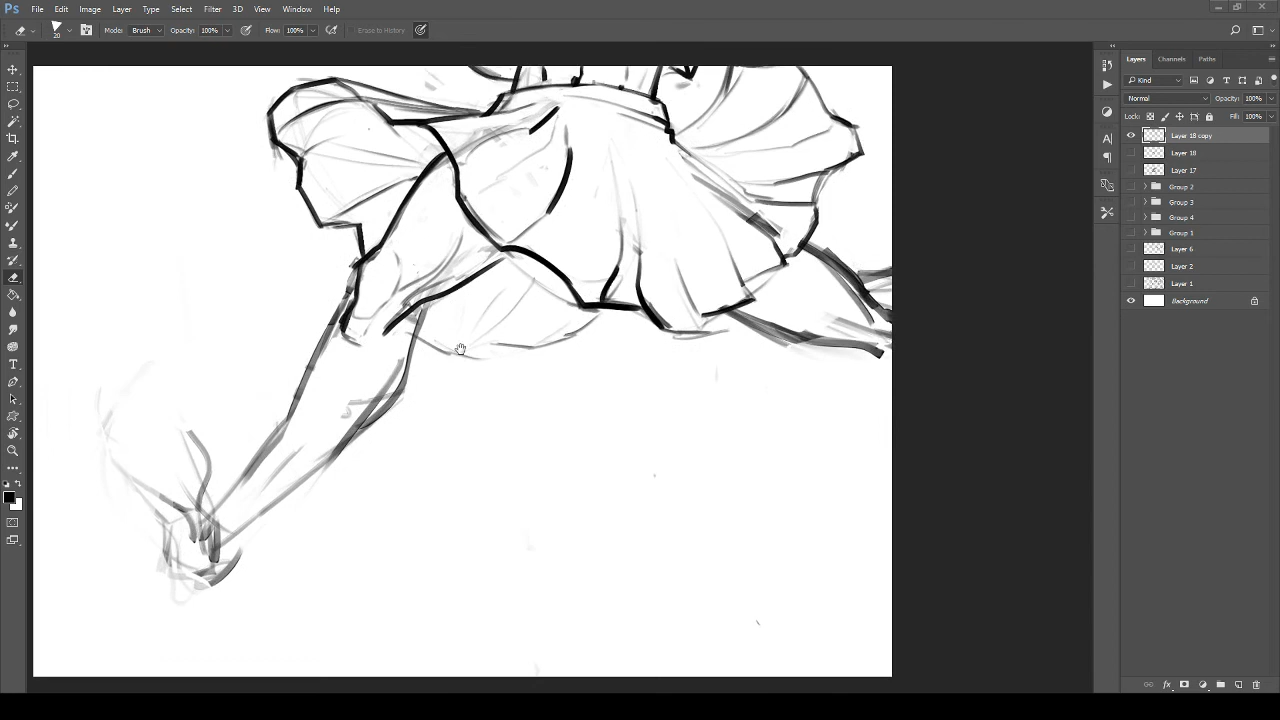 Ps File Edit Image Layer Type Select Filter 3D View Window Help
20 Mode: Brush Opacity: 100% Flow: 100% Erase to History
Layers Channels Paths
Kind
Normal Opacity: 100%
Lock: Fill: 100%
Layer 18 copy
Layer 18
Layer 17
Group 2
Group 3
Group 4
Group 1
Layer 6
Layer 2
Layer 1
Background